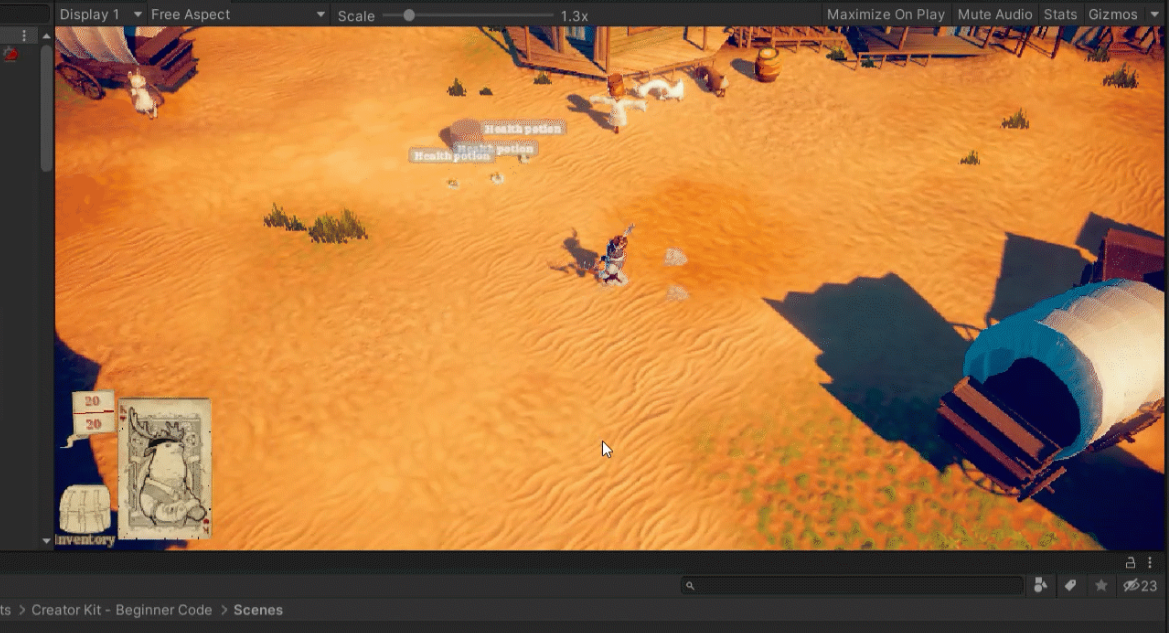 Display 1 Free Aspect Scale 1.3x Maximize On Play Mute Audio Stats Gizmos
Health potion
Health potion
Health potion
20
20
K
K
Inventory
23
ts > Creator Kit - Beginner Code > Scenes